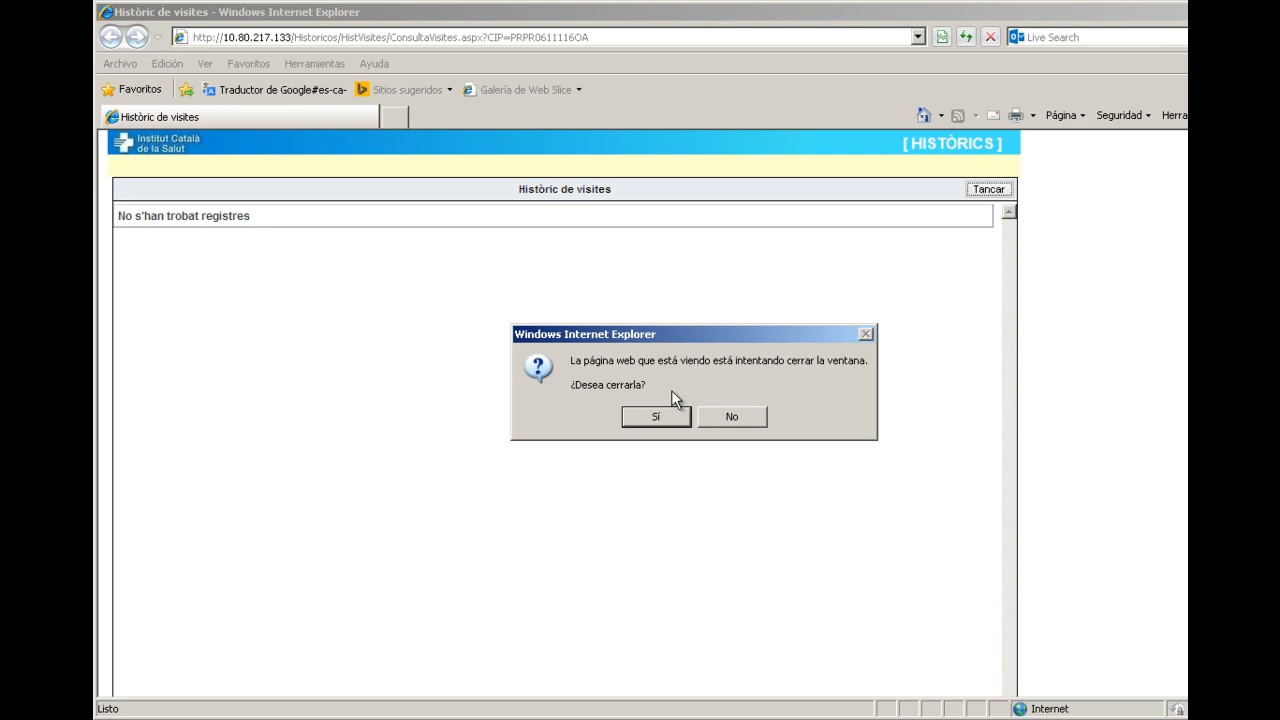 Històric de visites - Windows Internet Explorer
http://10.80.217.133/Historicos/HistVisites/ConsultaVisites.aspx?CIP=PRPR0611116OA
Live Search
Archivo Edición Ver Favoritos Herramientas Ayuda
Favoritos Traductor de Google#es-ca- Sitios sugeridos Galería de Web Slice
Històric de visites Página Seguridad Herra
Institut Català
de la Salut
[ HISTÒRICS ]
Històric de visites
Tancar
No s'han trobat registres
Windows Internet Explorer
La página web que está viendo está intentando cerrar la ventana.
¿Desea cerrarla?
Sí No
Listo Internet